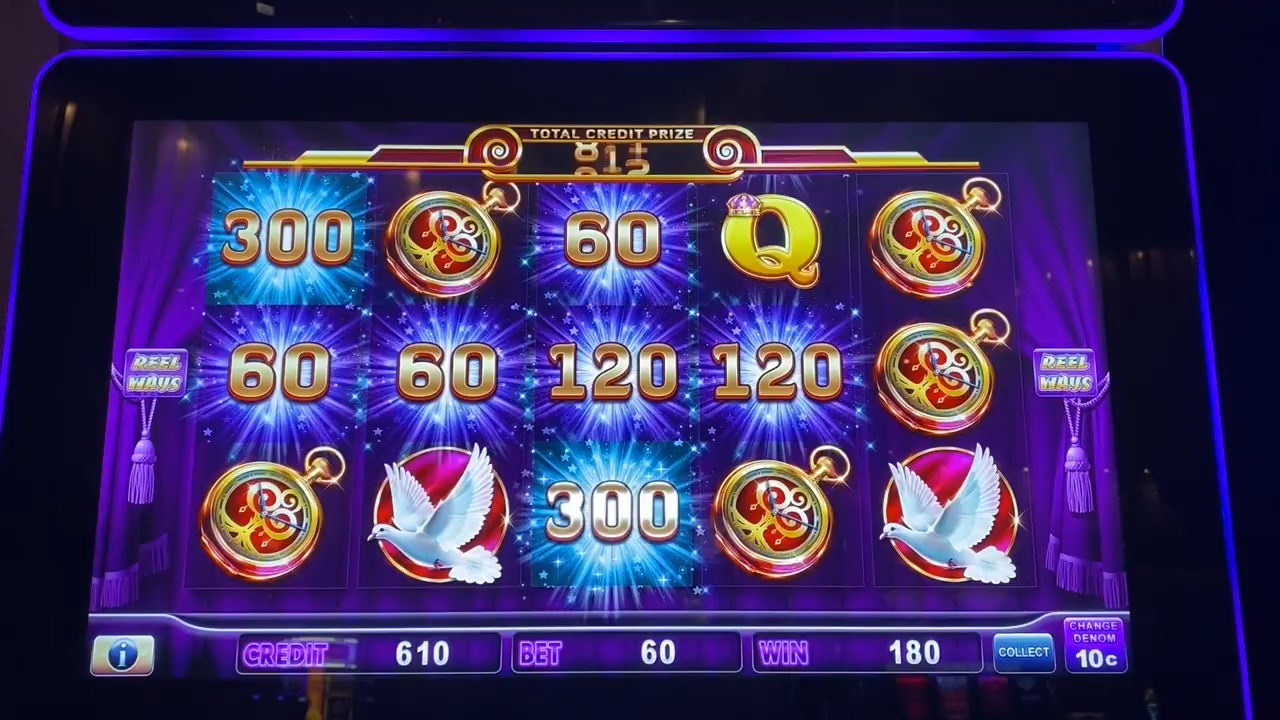 TOTAL CREDIT PRIZE
300 60 Q
60 60 120 120
REEL WAYS
REEL WAYS
300
i CREDIT 610 BET 60 WIN 180 COLLECT
CHANGE DENOM 10¢